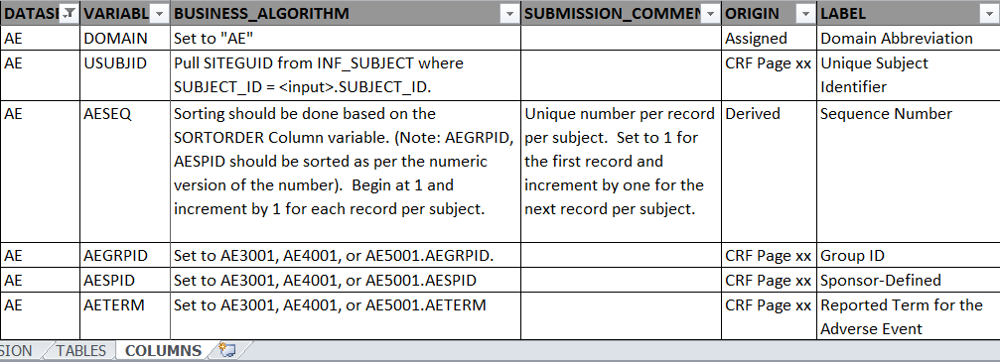 DATASI VARIABL BUSINESS_ALGORITHM SUBMISSION_COMMEN ORIGIN LABEL
AE DOMAIN Set to "AE" Assigned Domain Abbreviation
AE USUBJID Pull SITEGUID from INF_SUBJECT where CRF Page xx Unique Subject
SUBJECT_ID = <input>.SUBJECT_ID. Identifier
AE AESEQ Sorting should be done based on the Unique number per record Derived Sequence Number
SORTORDER Column variable. (Note: AEGRPID, per subject. Set to 1 for
AESPID should be sorted as per the numeric the first record and
version of the number). Begin at 1 and increment by one for the
increment by 1 for each record per subject. next record per subject.
AE AEGRPID Set to AE3001, AE4001, or AE5001.AEGRPID. CRF Page xx Group ID
AE AESPID Set to AE3001, AE4001, or AE5001.AESPID CRF Page xx Sponsor-Defined
AE AETERM Set to AE3001, AE4001, or AE5001.AETERM CRF Page xx Reported Term for the
Adverse Event
SION TABLES COLUMNS